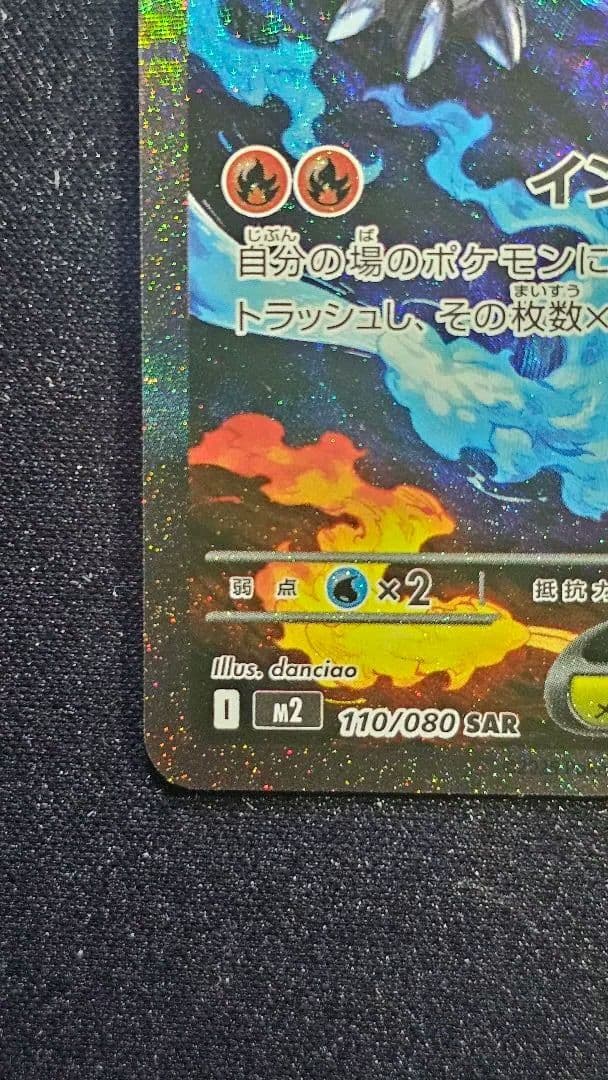 イン
じぶん ば
自分の場のポケモンに
まいすう
トラッシュし、その枚数×
弱点 ×2 抵抗力
Illus. danciao
I M2 110/080 SAR